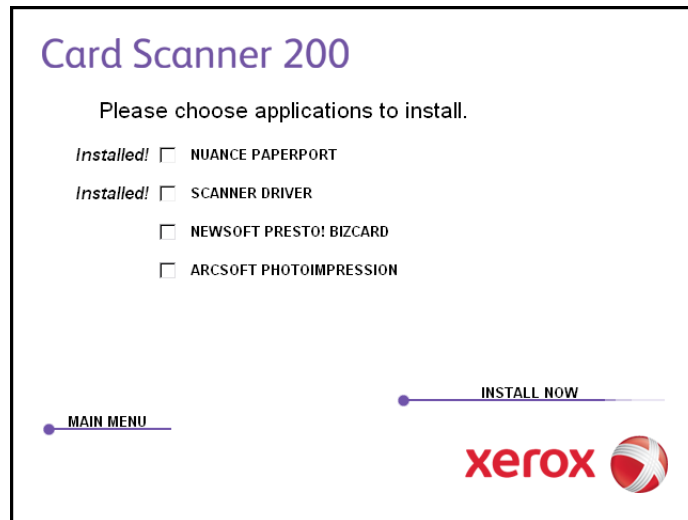 Card Scanner 200
Please choose applications to install.
Installed! NUANCE PAPERPORT
Installed! SCANNER DRIVER
NEWSOFT PRESTO! BIZCARD
ARCSOFT PHOTOIMPRESSION
INSTALL NOW
MAIN MENU
xerox